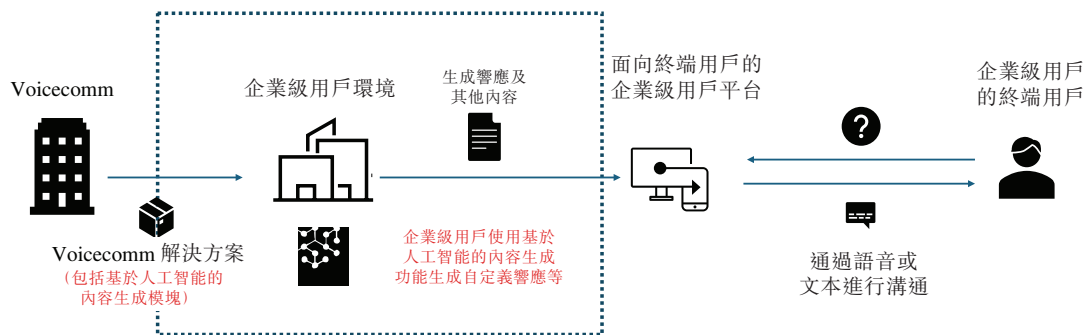 Voicecomm
Voicecomm 解決方案
(包括基於人工智能的
內容生成模塊)
企業級用戶環境
生成響應及
其他內容
企業級用戶使用基於
人工智能的內容生成
功能生成自定義響應等
面向終端用戶的
企業級用戶平台
?
通過語音或
文本進行溝通
企業級用戶
的終端用戶